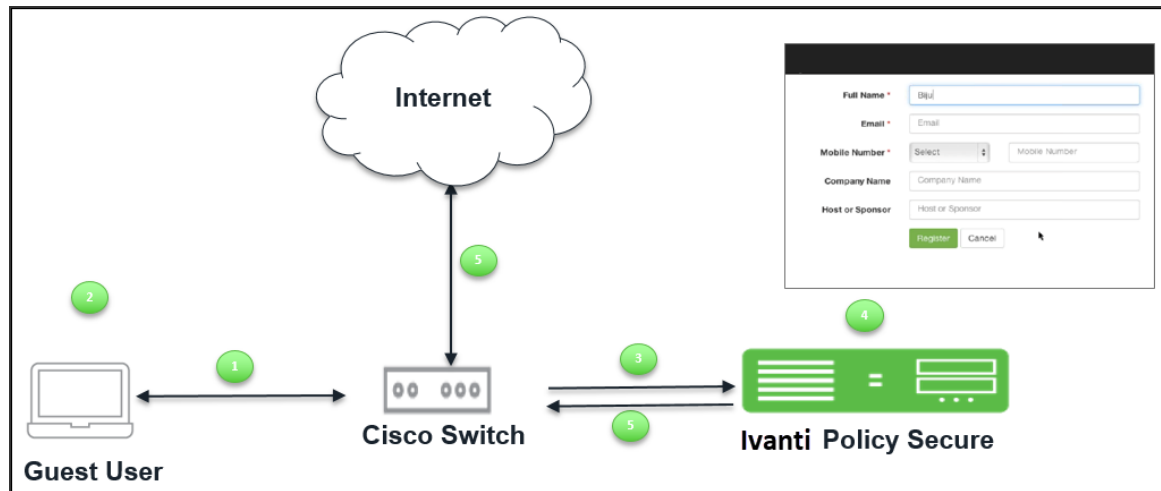 Internet
Full Name * Biju
Email * Email
Mobile Number * Select Mobile Number
Company Name Company Name
Host or Sponsor Host or Sponsor
Register Cancel
5
2
4
1
3
5
Cisco Switch
Ivanti Policy Secure
Guest User